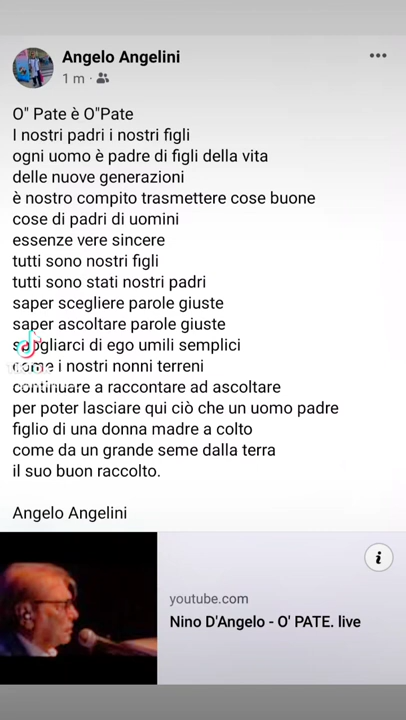 Angelo Angelini
1 m
O" Pate è O"Pate
I nostri padri i nostri figli
ogni uomo è padre di figli della vita
delle nuove generazioni
è nostro compito trasmettere cose buone
cose di padri di uomini
essenze vere sincere
tutti sono nostri figli
tutti sono stati nostri padri
saper scegliere parole giuste
saper ascoltare parole giuste
di ego umili semplici
i nostri nonni terreni
a raccontare ad ascoltare
per poter lasciare qui ciò che un uomo padre
figlio di una donna madre a colto
come da un grande seme dalla terra
il suo buon raccolto.
Angelo Angelini
youtube.com
Nino D'Angelo - O' PATE. live